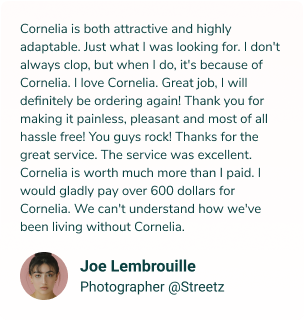 Cornelia is both attractive and highly
adaptable. Just what I was looking for. I don't
always clop, but when I do, it's because of
Cornelia. I love Cornelia. Great job, I will
definitely be ordering again! Thank you for
making it painless, pleasant and most of all
hassle free! You guys rock! Thanks for the
great service. The service was excellent.
Cornelia is worth much more than I paid. I
would gladly pay over 600 dollars for
Cornelia. We can't understand how we've
been living without Cornelia.
Joe Lembrouille
Photographer @Streetz